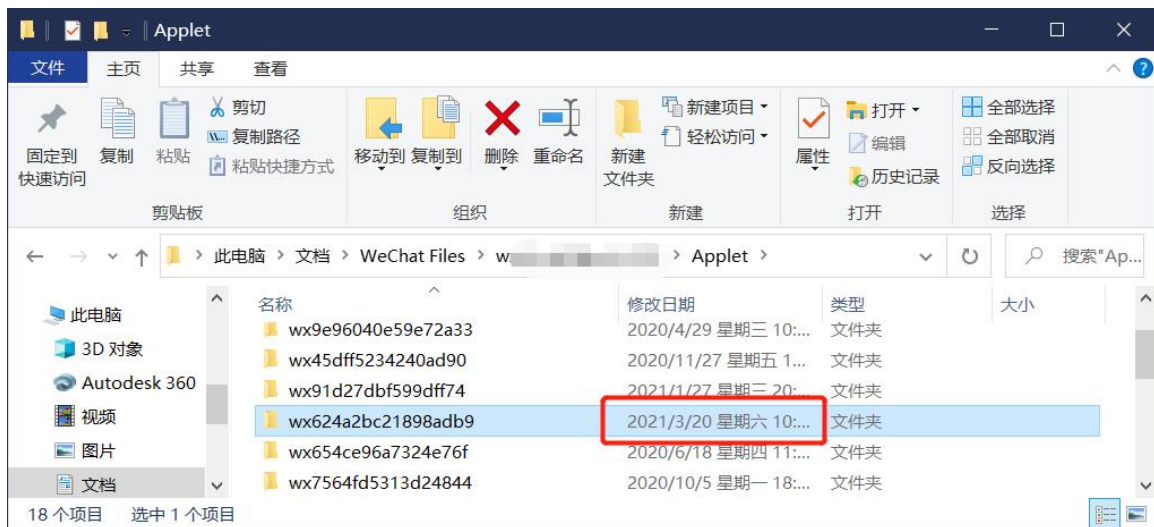 Applet
文件 主页 共享 查看
固定到
快速访问
复制
粘贴
剪切
复制路径
粘贴快捷方式
剪贴板
移动到 复制到 删除 重命名
组织
新建
文件夹
新建项目
轻松访问
新建
属性
打开
编辑
历史记录
打开
全部选择
全部取消
反向选择
选择
此电脑 > 文档 > WeChat Files > w > Applet >
搜索"Ap...
此电脑
3D 对象
Autodesk 360
视频
图片
文档
名称 修改日期 类型 大小
wx9e96040e59e72a33 2020/4/29 星期三 10:... 文件夹
wx45dff5234240ad90 2020/11/27 星期五 1... 文件夹
wx91d27dbf599dff74 2021/1/27 星期三 20:... 文件夹
wx624a2bc21898adb9 2021/3/20 星期六 10:... 文件夹
wx654ce96a7324e76f 2020/6/18 星期四 11:... 文件夹
wx7564fd5313d24844 2020/10/5 星期一 18:... 文件夹
18 个项目 选中 1 个项目